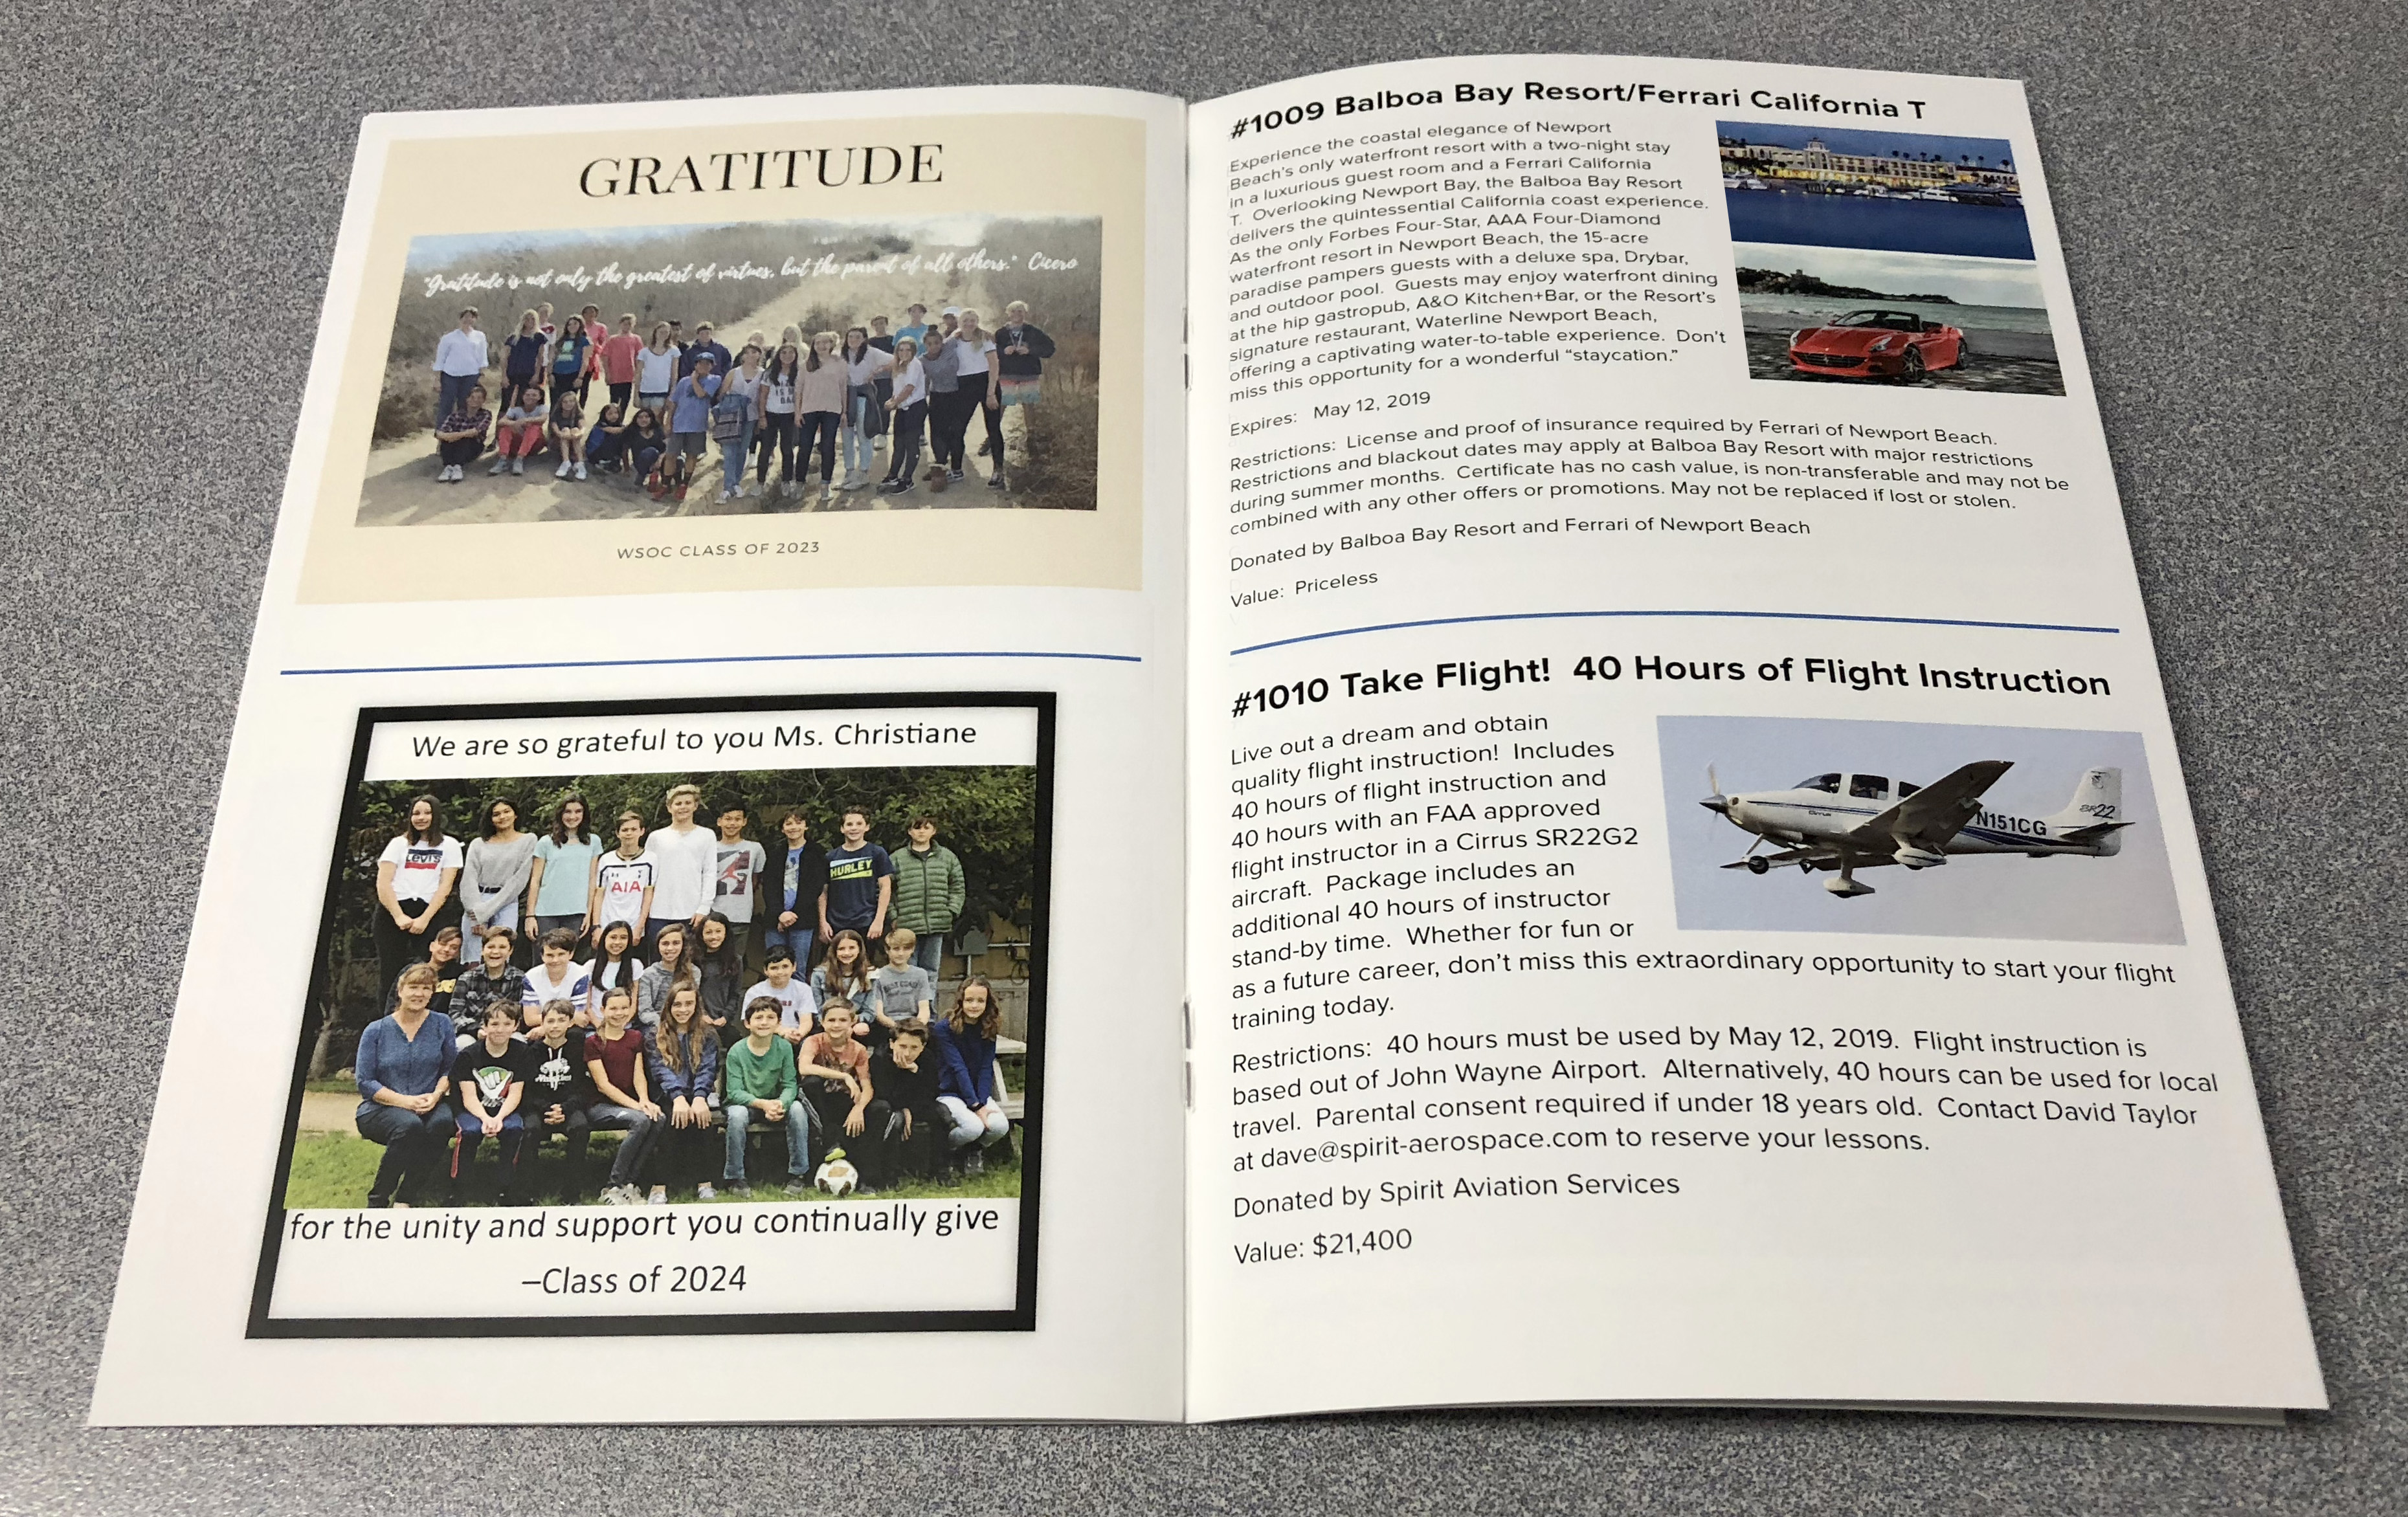 GRATITUDE
"Gratitude is not only the greatest of virtues, but the parent of all others." Cicero
WSOC CLASS OF 2023
We are so grateful to you Ms. Christiane
LEVI'S
AIA
HURLEY
for the unity and support you continually give
–Class of 2024
#1009 Balboa Bay Resort/Ferrari California T
Experience the coastal elegance of Newport
Beach's only waterfront resort with a two-night stay
in a luxurious guest room and a Ferrari California
T. Overlooking Newport Bay, the Balboa Bay Resort
delivers the quintessential California coast experience.
As the only Forbes Four-Star, AAA Four-Diamond
waterfront resort in Newport Beach, the 15-acre
paradise pampers guests with a deluxe spa, Drybar,
and outdoor pool. Guests may enjoy waterfront dining
at the hip gastropub, A&O Kitchen+Bar, or the Resort's
signature restaurant, Waterline Newport Beach,
offering a captivating water-to-table experience. Don't
miss this opportunity for a wonderful "staycation."
Expires: May 12, 2019
Restrictions: License and proof of insurance required by Ferrari of Newport Beach.
Restrictions and blackout dates may apply at Balboa Bay Resort with major restrictions
during summer months. Certificate has no cash value, is non-transferable and may not be
combined with any other offers or promotions. May not be replaced if lost or stolen.
Donated by Balboa Bay Resort and Ferrari of Newport Beach
Value: Priceless
#1010 Take Flight! 40 Hours of Flight Instruction
Live out a dream and obtain
quality flight instruction! Includes
40 hours of flight instruction and
40 hours with an FAA approved
flight instructor in a Cirrus SR22G2
aircraft. Package includes an
additional 40 hours of instructor
stand-by time. Whether for fun or
as a future career, don't miss this extraordinary opportunity to start your flight
training today.
Cirrus
N151CG
SR22
Restrictions: 40 hours must be used by May 12, 2019. Flight instruction is
based out of John Wayne Airport. Alternatively, 40 hours can be used for local
travel. Parental consent required if under 18 years old. Contact David Taylor
at dave@spirit-aerospace.com to reserve your lessons.
Donated by Spirit Aviation Services
Value: $21,400